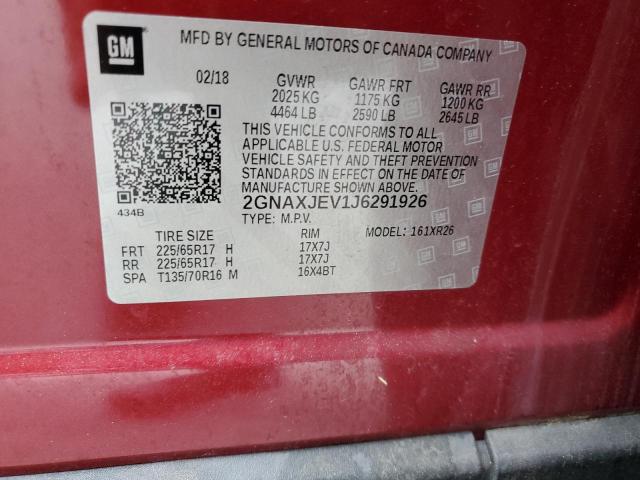 GM
MFD BY GENERAL MOTORS OF CANADA COMPANY
02/18 GVWR GAWR FRT GAWR RR
2025 KG 1175 KG 1200 KG
4464 LB 2590 LB 2645 LB
THIS VEHICLE CONFORMS TO ALL
APPLICABLE U.S. FEDERAL MOTOR
VEHICLE SAFETY AND THEFT PREVENTION
STANDARDS IN EFFECT ON THE DATE OF
MANUFACTURE SHOWN ABOVE.
2GNAXJEV1J6291926
434B TYPE: M.P.V. MODEL: 161XR26
TIRE SIZE RIM
FRT 225/65R17 H 17X7J
RR 225/65R17 H 17X7J
SPA T135/70R16 M 16X4BT